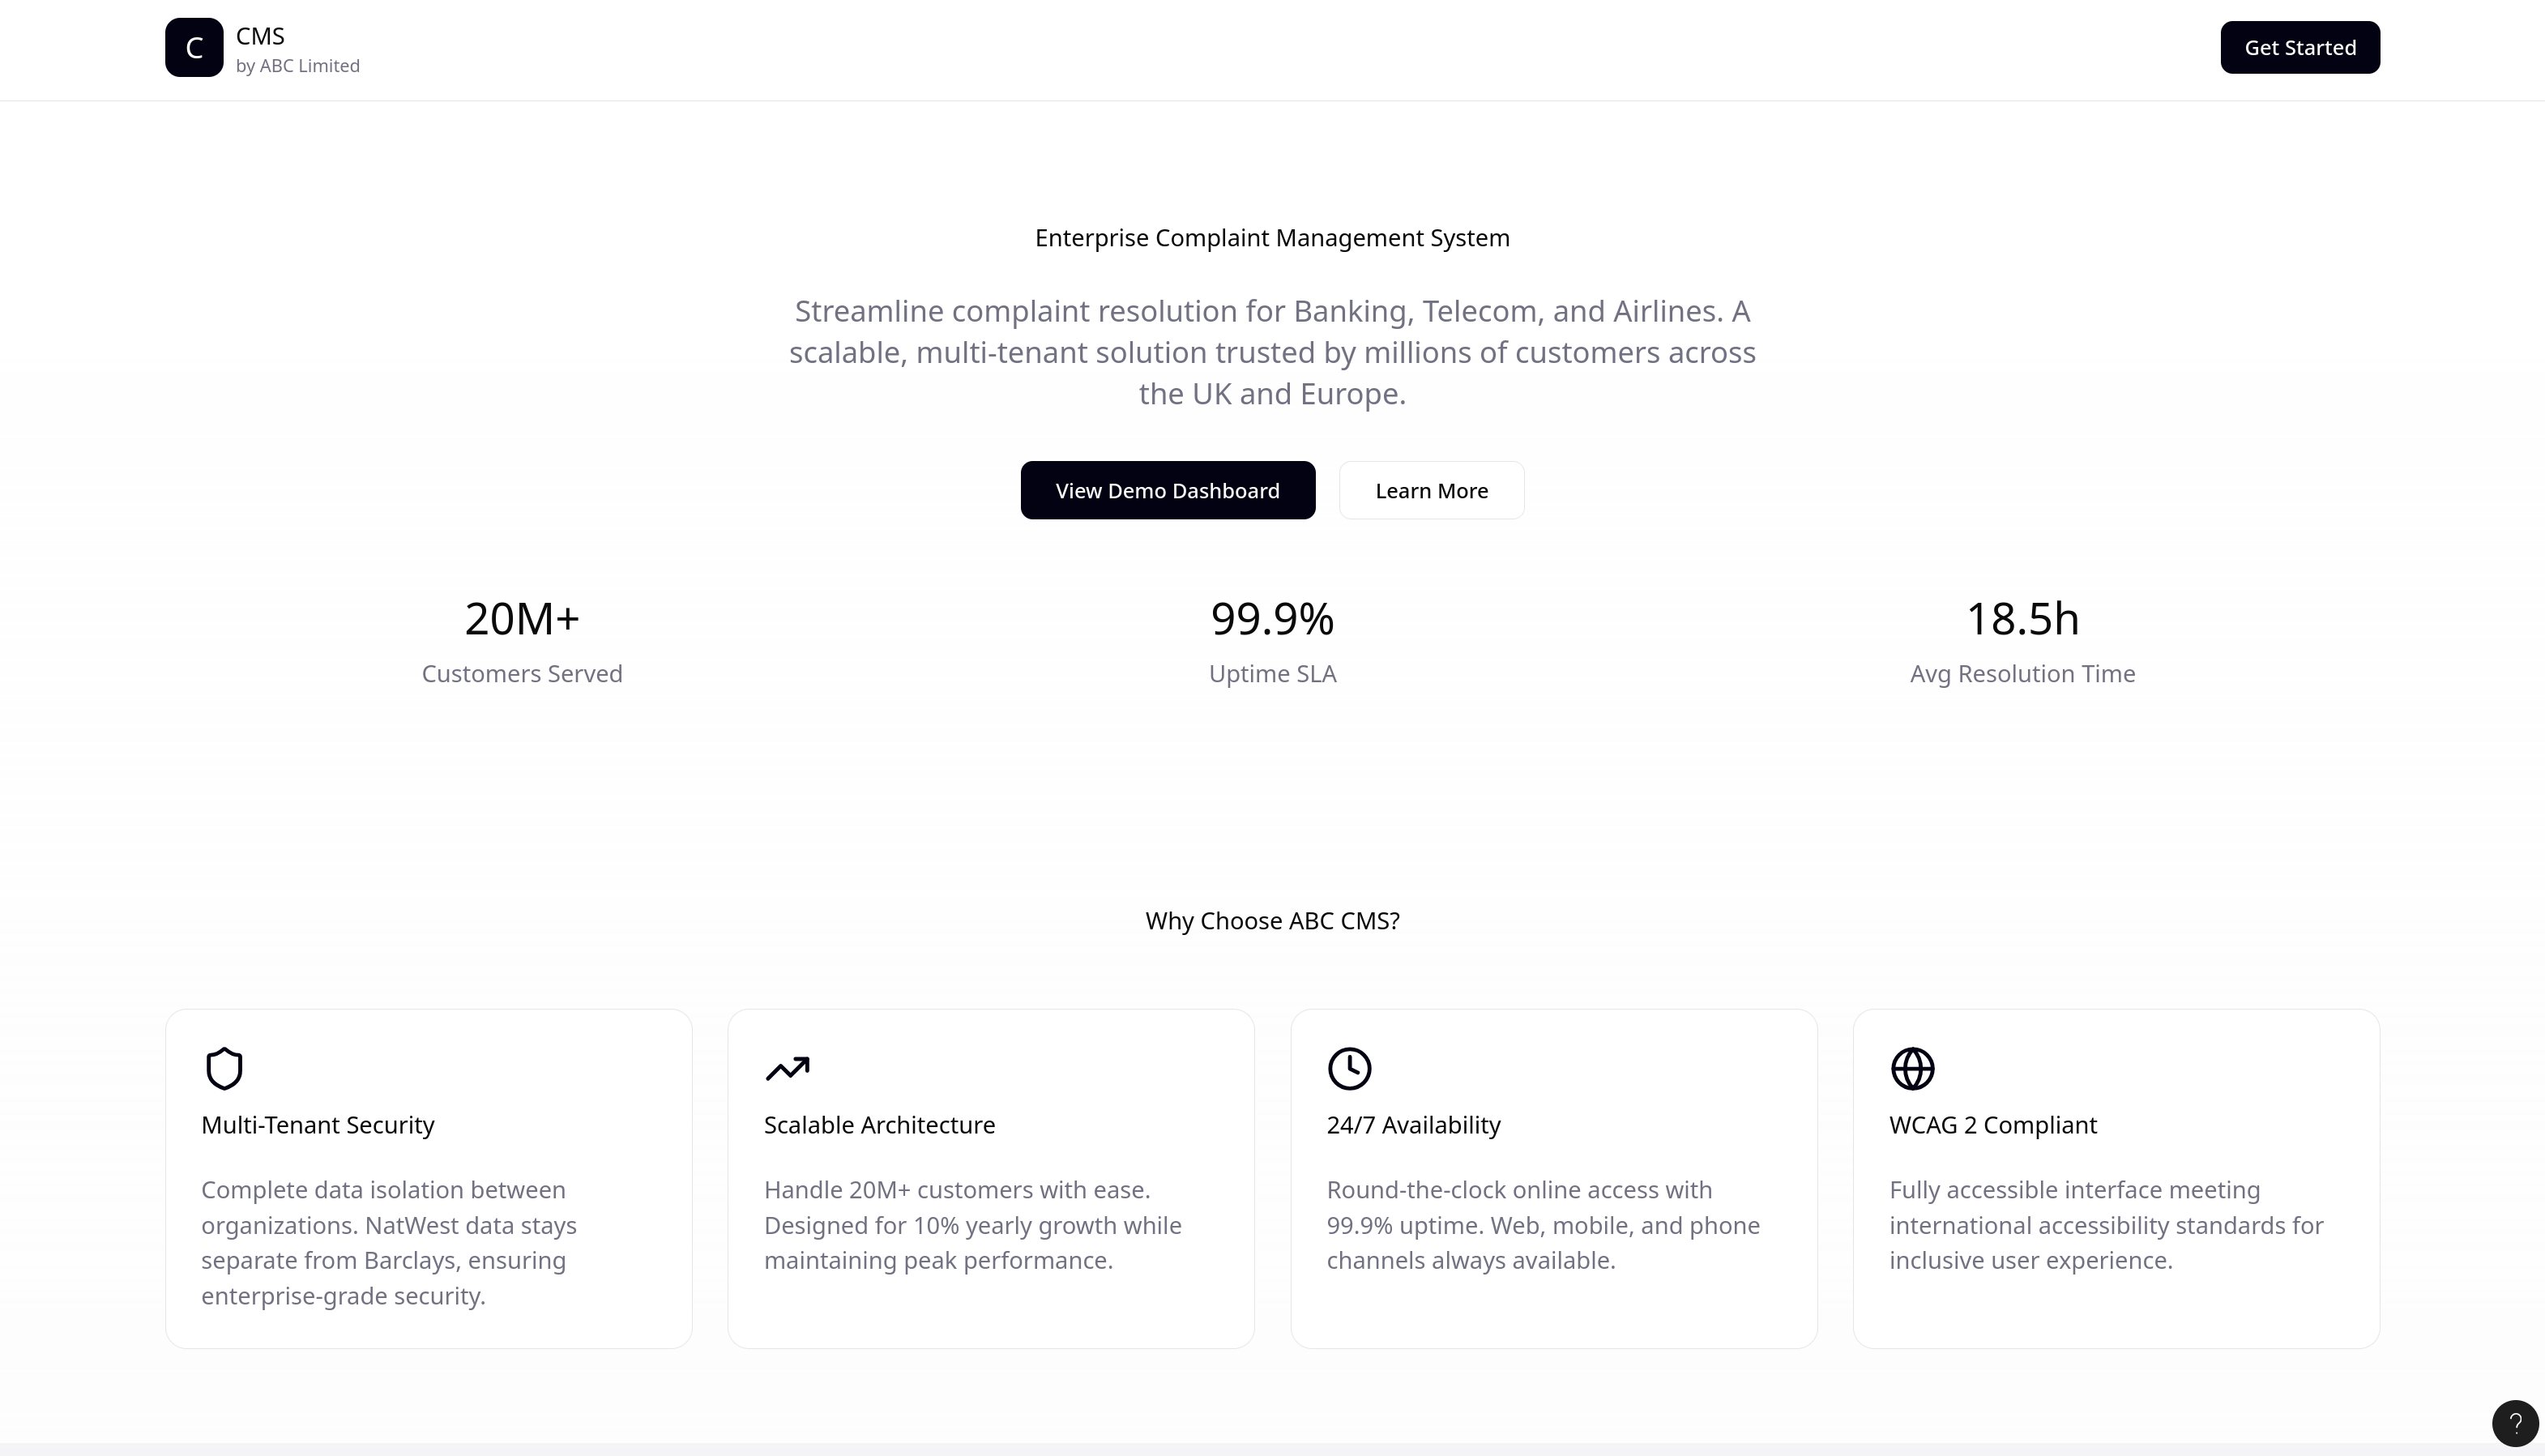 C
CMS
by ABC Limited
Get Started
Enterprise Complaint Management System
Streamline complaint resolution for Banking, Telecom, and Airlines. A
scalable, multi-tenant solution trusted by millions of customers across
the UK and Europe.
View Demo Dashboard
Learn More
20M+
Customers Served
99.9%
Uptime SLA
18.5h
Avg Resolution Time
Why Choose ABC CMS?
Multi-Tenant Security
Complete data isolation between
organizations. NatWest data stays
separate from Barclays, ensuring
enterprise-grade security.
Scalable Architecture
Handle 20M+ customers with ease.
Designed for 10% yearly growth while
maintaining peak performance.
24/7 Availability
Round-the-clock online access with
99.9% uptime. Web, mobile, and phone
channels always available.
WCAG 2 Compliant
Fully accessible interface meeting
international accessibility standards for
inclusive user experience.
?